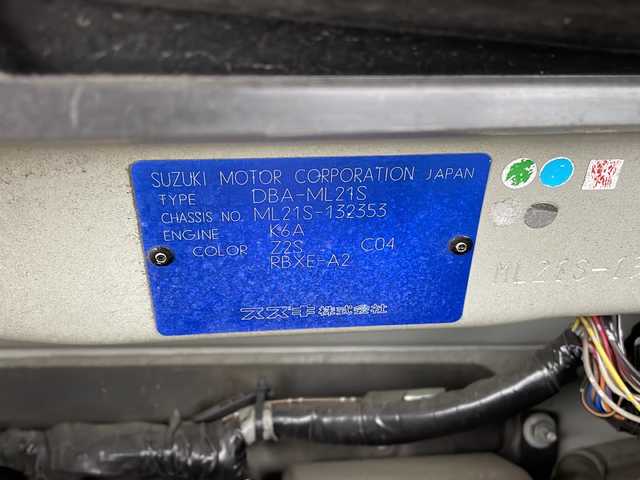 SUZUKI MOTOR CORPORATION JAPAN
TYPE DBA-ML21S
CHASSIS NO. ML21S-132353
ENGINE K6A
COLOR Z2S C04
RBXE-A2
スズキ株式会社
ML21S-